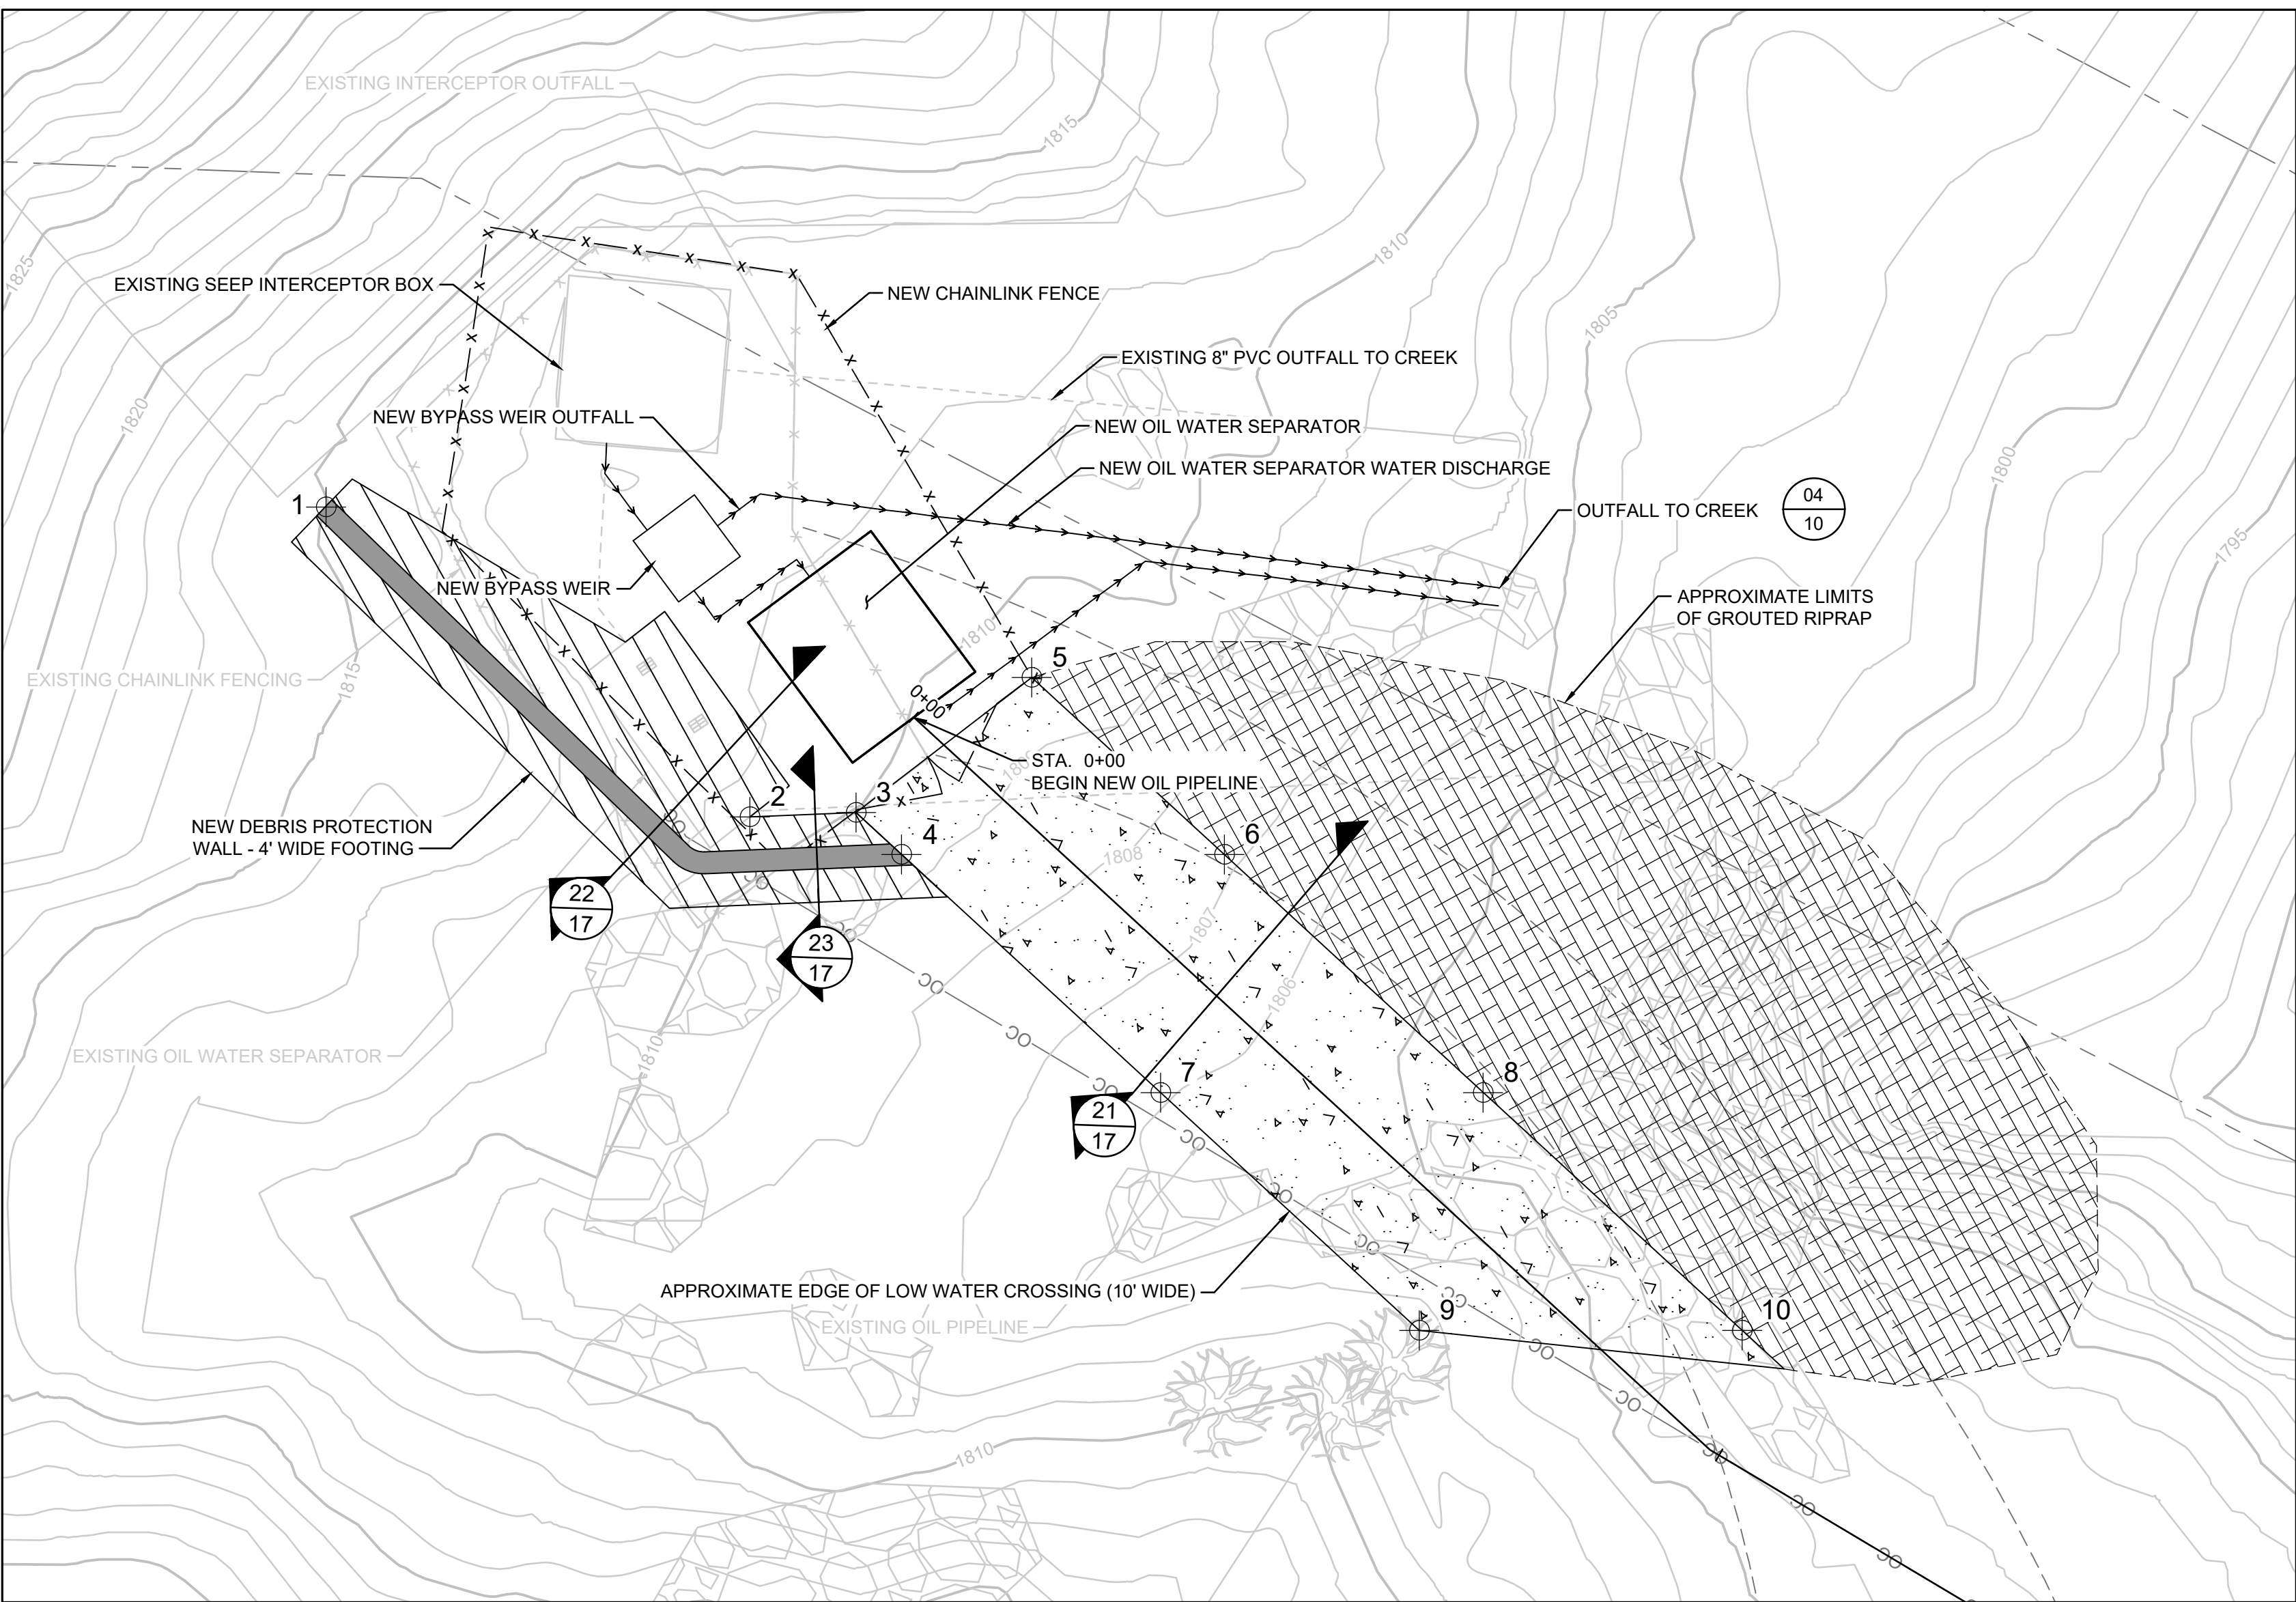 EXISTING INTERCEPTOR OUTFALL
1815
1825
EXISTING SEEP INTERCEPTOR BOX
NEW CHAINLINK FENCE
1810
1805
EXISTING 8" PVC OUTFALL TO CREEK
1820
NEW BYPASS WEIR OUTFALL
NEW OIL WATER SEPARATOR
NEW OIL WATER SEPARATOR WATER DISCHARGE
1800
1
OUTFALL TO CREEK
04
10
1795
NEW BYPASS WEIR
APPROXIMATE LIMITS
OF GROUTED RIPRAP
1810
5
EXISTING CHAINLINK FENCING
1815
0+00
STA. 0+00
BEGIN NEW OIL PIPELINE
2
3
NEW DEBRIS PROTECTION
WALL - 4' WIDE FOOTING
4
6
1808
22
17
23
17
1807
1806
EXISTING OIL WATER SEPARATOR
1810
7
8
21
17
APPROXIMATE EDGE OF LOW WATER CROSSING (10' WIDE)
EXISTING OIL PIPELINE
9
10
1810